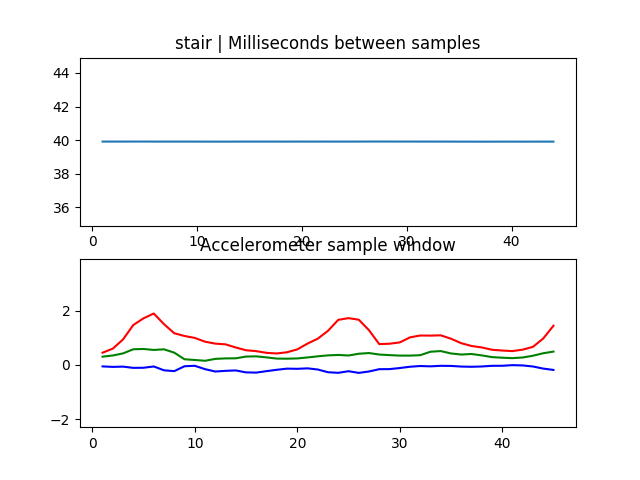 stair | Milliseconds between samples
44
42
40
38
36
0 10 20 30 40
Accelerometer sample window
2
0
−2
0 10 20 30 40